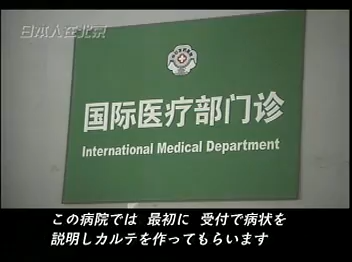 日本人在北京
国际医疗部门诊
International Medical Department
この病院では 最初に 受付で病状を
説明しカルテを作ってもらいます